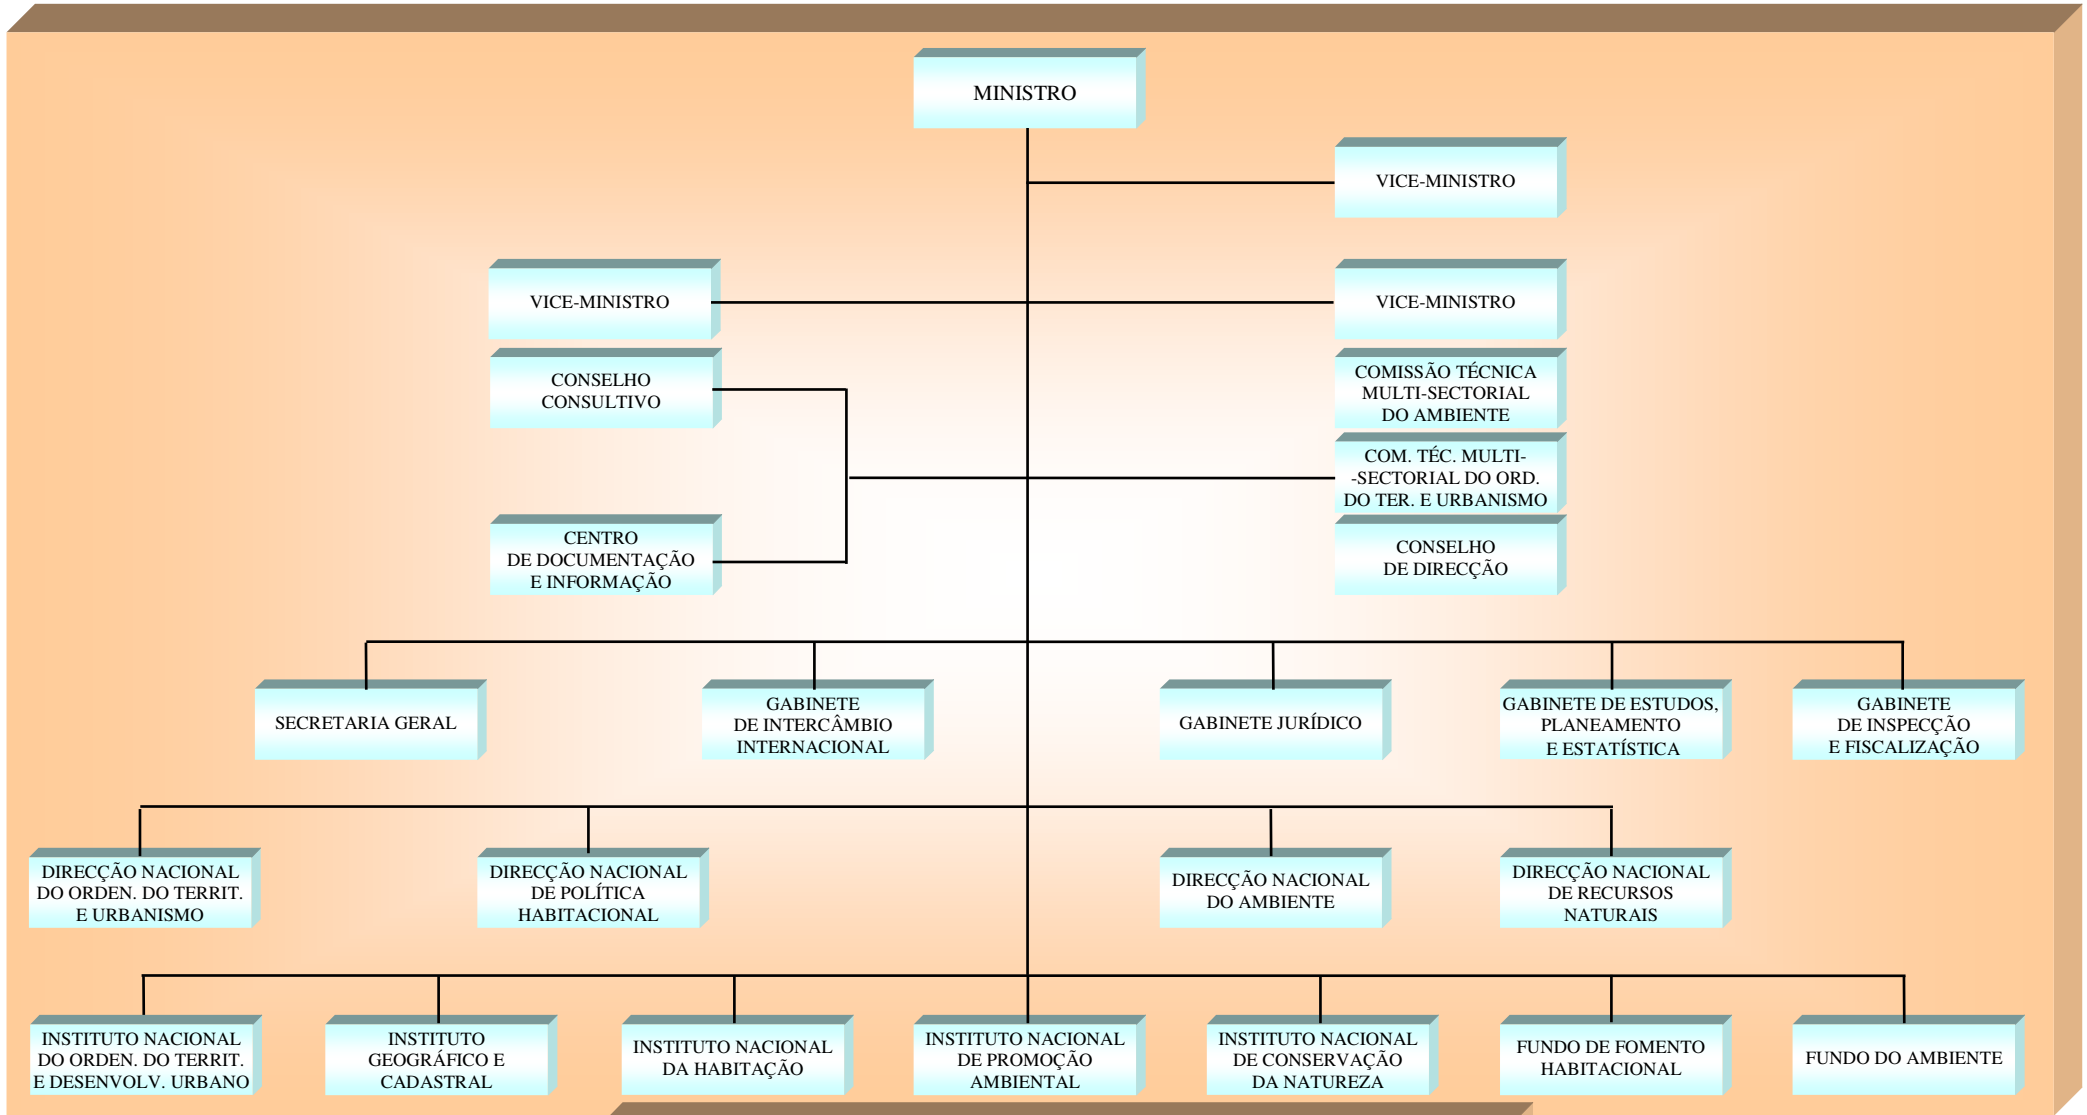 MINISTRO
VICE-MINISTRO
VICE-MINISTRO
VICE-MINISTRO
CONSELHO
CONSULTIVO
COMISSÃO TÉCNICA
MULTI-SECTORIAL
DO AMBIENTE
COM. TÉC. MULTI-
-SECTORIAL DO ORD.
DO TER. E URBANISMO
CENTRO
DE DOCUMENTAÇÃO
E INFORMAÇÃO
CONSELHO
DE DIRECÇÃO
SECRETARIA GERAL
GABINETE
DE INTERCÂMBIO
INTERNACIONAL
GABINETE JURÍDICO
GABINETE DE ESTUDOS,
PLANEAMENTO
E ESTATÍSTICA
GABINETE
DE INSPECÇÃO
E FISCALIZAÇÃO
DIRECÇÃO NACIONAL
DO ORDEN. DO TERRIT.
E URBANISMO
DIRECÇÃO NACIONAL
DE POLÍTICA
HABITACIONAL
DIRECÇÃO NACIONAL
DO AMBIENTE
DIRECÇÃO NACIONAL
DE RECURSOS
NATURAIS
INSTITUTO NACIONAL
DO ORDEN. DO TERRIT.
E DESENVOLV. URBANO
INSTITUTO
GEOGRÁFICO E
CADASTRAL
INSTITUTO NACIONAL
DA HABITAÇÃO
INSTITUTO NACIONAL
DE PROMOÇÃO
AMBIENTAL
INSTITUTO NACIONAL
DE CONSERVAÇÃO
DA NATUREZA
FUNDO DE FOMENTO
HABITACIONAL
FUNDO DO AMBIENTE